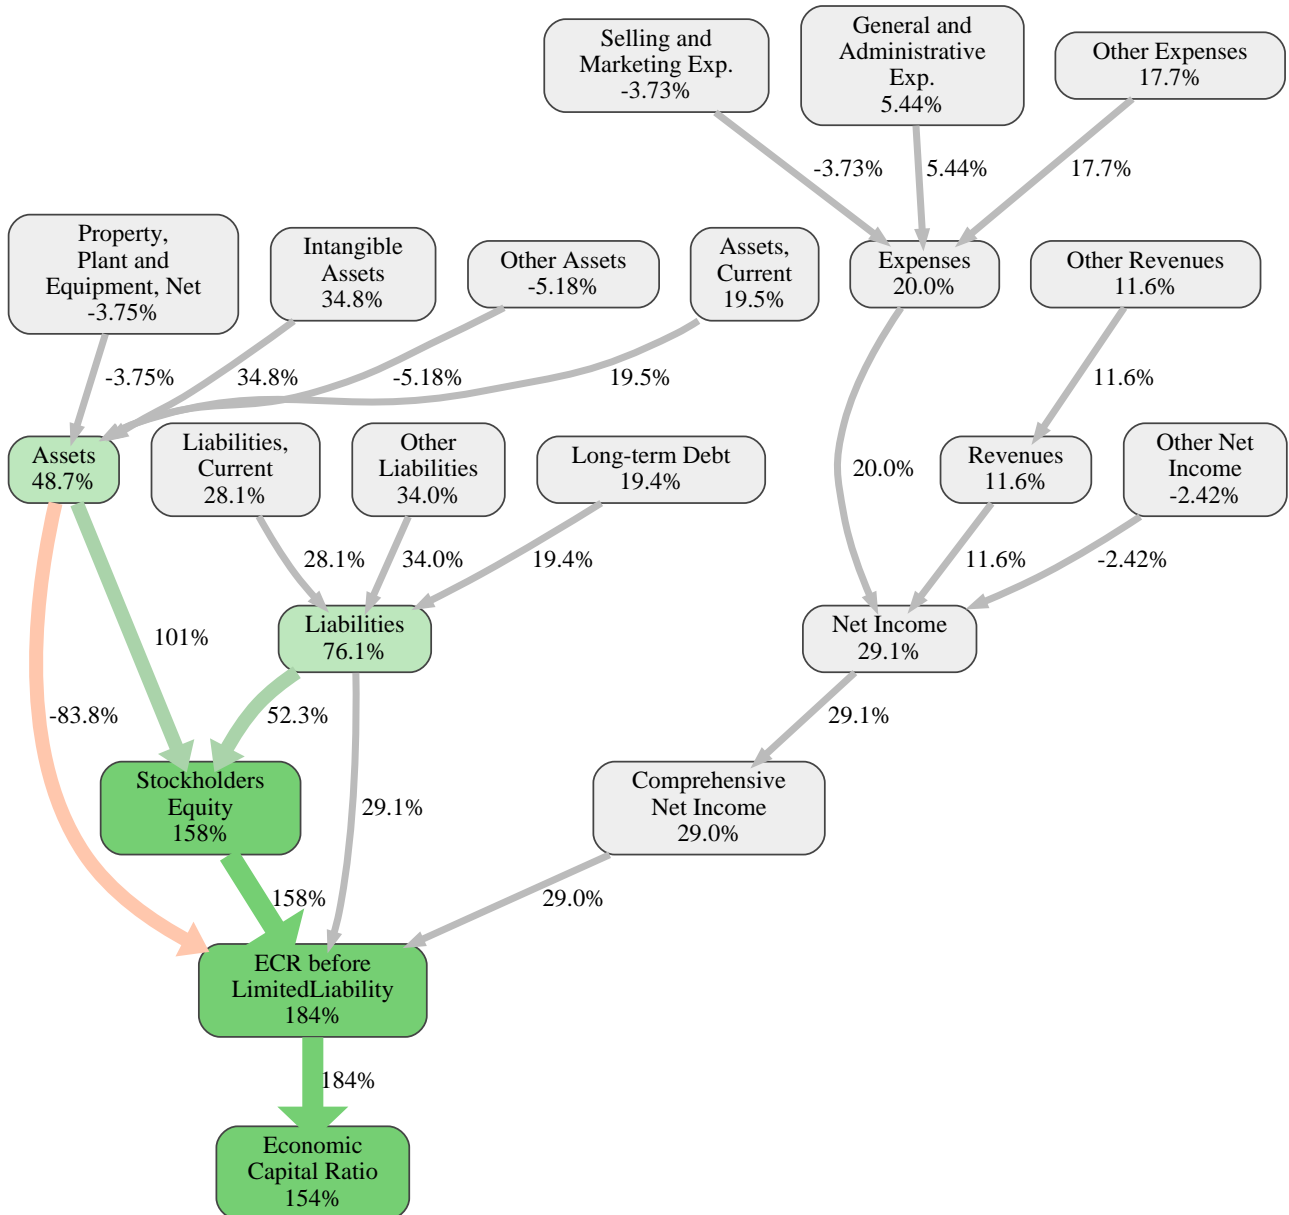 Selling and
Marketing Exp.
-3.73%
General and
Administrative
Exp.
5.44%
Other Expenses
17.7%
-3.73%
5.44%
17.7%
Property,
Plant and
Equipment, Net
-3.75%
Intangible
Assets
34.8%
Other Assets
-5.18%
Assets,
Current
19.5%
Expenses
20.0%
Other Revenues
11.6%
-3.75%
34.8%
-5.18%
19.5%
11.6%
Assets
48.7%
Liabilities,
Current
28.1%
Other
Liabilities
34.0%
Long-term Debt
19.4%
20.0%
Revenues
11.6%
Other Net
Income
-2.42%
28.1%
34.0%
19.4%
11.6%
-2.42%
101%
Liabilities
76.1%
Net Income
29.1%
-83.8%
52.3%
29.1%
Stockholders
Equity
158%
29.1%
Comprehensive
Net Income
29.0%
158%
29.0%
ECR before
LimitedLiability
184%
184%
Economic
Capital Ratio
154%